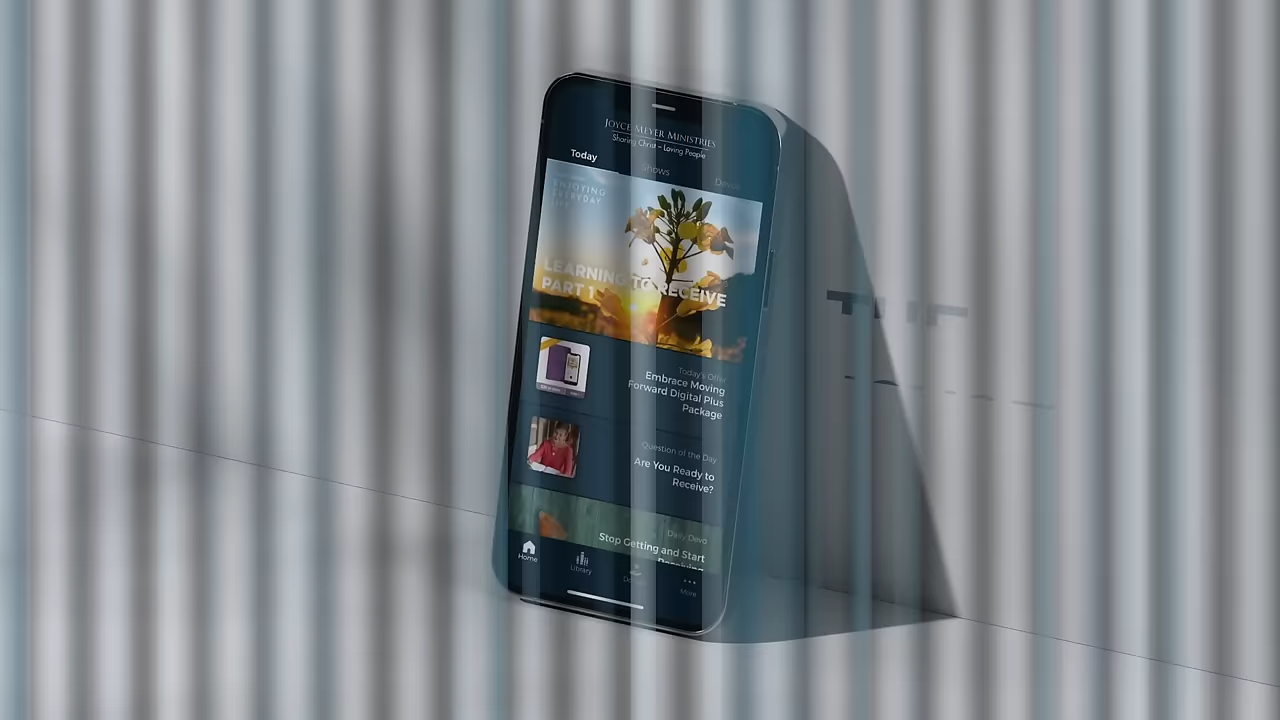 JOYCE MEYER MINISTRIES
Sharing Christ – Loving People
Today
Shows
ENJOYING
EVERYDAY
LIFE
LEARNING TO RECEIVE
PART 1
Today's Offer
Embrace Moving
Forward Digital Plus
Package
Question of the Day
Are You Ready to
Receive?
Daily Devo
Stop Getting and Start
Receiving
Home
Library
More